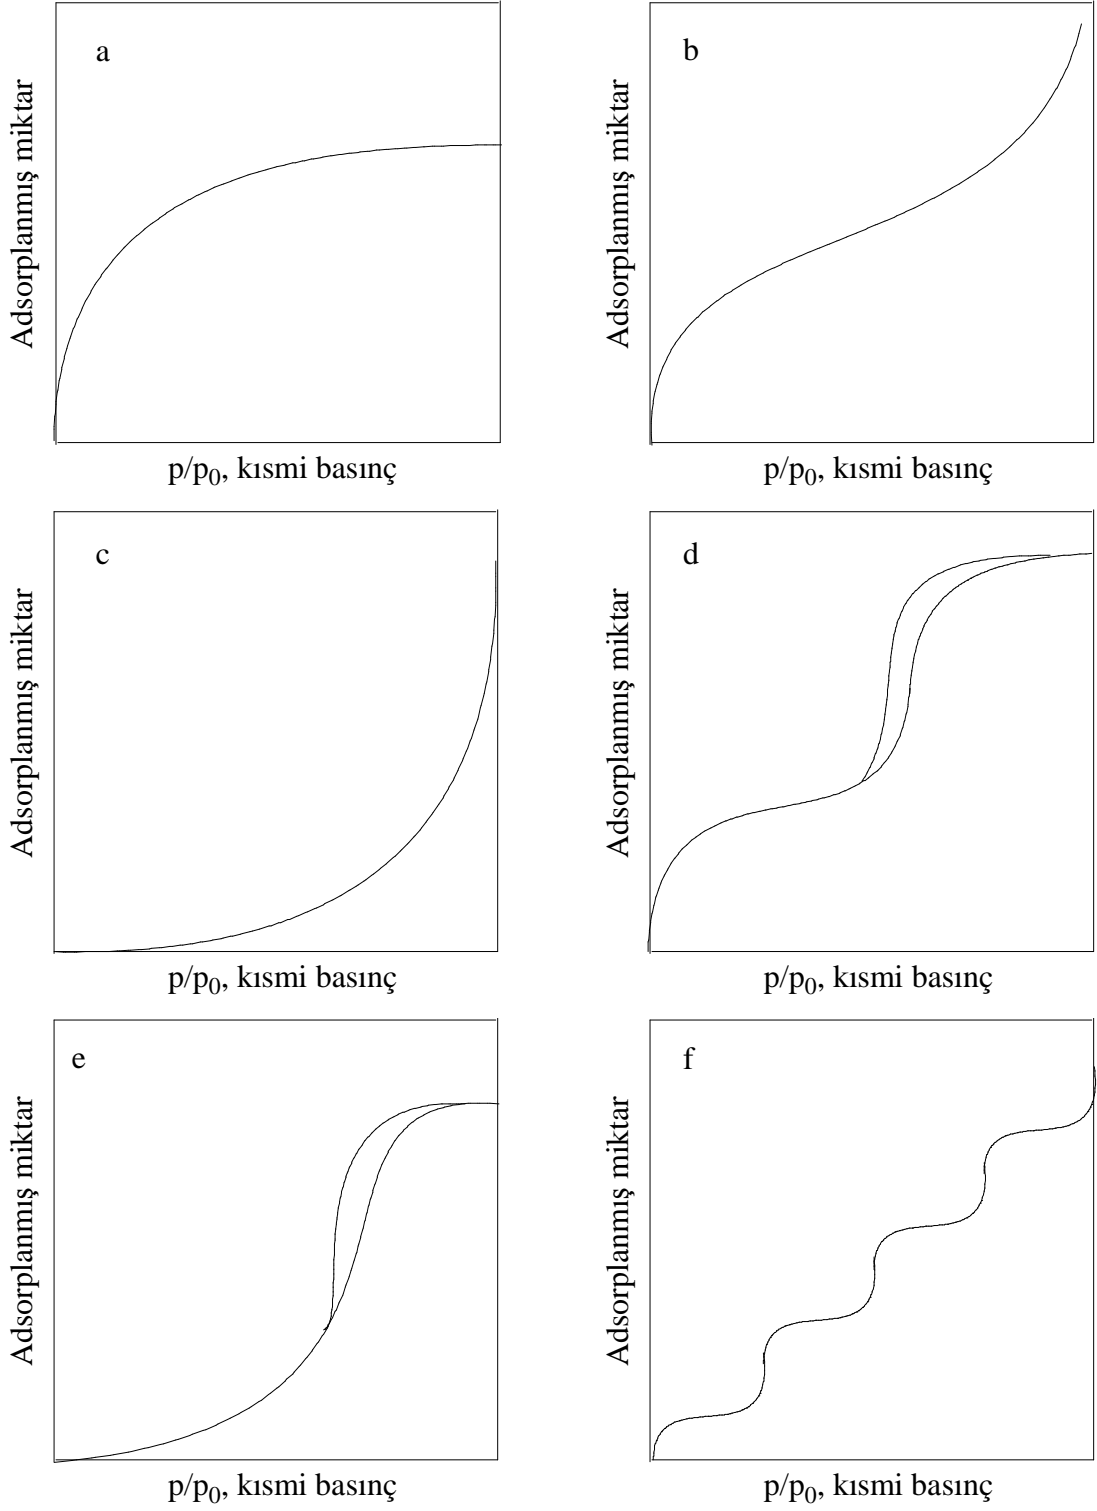 a
Adsorplanmış miktar
p/p0, kısmi basınç
b
Adsorplanmış miktar
p/p0, kısmi basınç
c
Adsorplanmış miktar
p/p0, kısmi basınç
d
Adsorplanmış miktar
p/p0, kısmi basınç
e
Adsorplanmış miktar
p/p0, kısmi basınç
f
Adsorplanmış miktar
p/p0, kısmi basınç